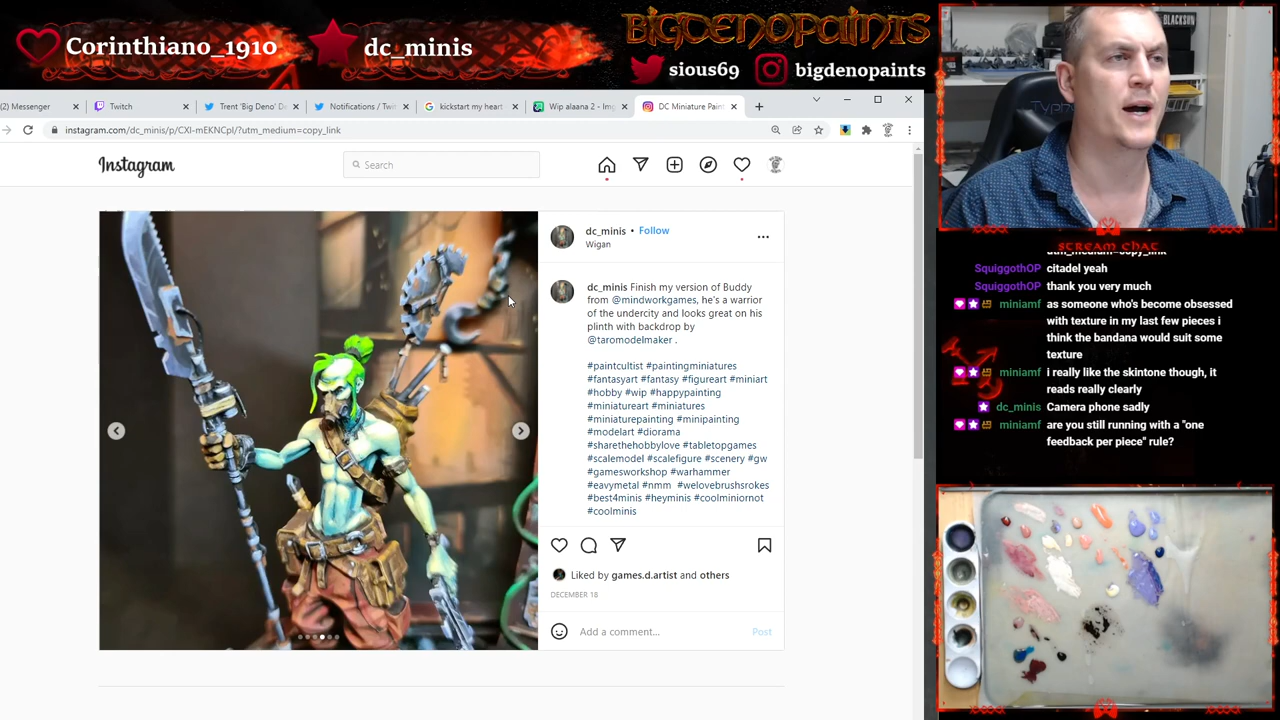 Corinthiano_1910
dc_minis
BIGDENOPAINTS
sious69
bigdenopaints
(2) Messenger
Twitch
Trent 'Big Deno' De
Notifications / Twi
kickstart my heart
Wip alaana 2 - Im
DC Miniature Pain
instagram.com/dc_minis/p/CXI-mEKNCpI/?utm_medium=copy_link
Instagram
Search
dc_minis • Follow
Wigan
dc_minis Finish my version of Buddy
from @mindworkgames, he's a warrior
of the undercity and looks great on his
plinth with backdrop by
@taromodelmaker .
#paintcultist #paintingminiatures
#fantasyart #fantasy #figureart #miniart
#hobby #wip #happypainting
#miniatureart #miniatures
#miniaturepainting #minipainting
#modelart #diorama
#sharethehobbylove #tabletopgames
#scalemodel #scalefigure #scenery #gw
#gamesworkshop #warhammer
#eavymetal #nmm #welovebrushsrokes
#best4minis #heyminis #coolminiornot
#coolminis
Liked by games.d.artist and others
DECEMBER 18
Add a comment...
Post
BLACKSUN
STREAM CHAT
utm_medium=copy_link
SquiggothOP citadel yeah
SquiggothOP thank you very much
miniamf as someone who's become obsessed
with texture in my last few pieces i
think the bandana would suit some
texture
miniamf i really like the skintone though, it
reads really clearly
dc_minis Camera phone sadly
miniamf are you still running with a "one
feedback per piece" rule?